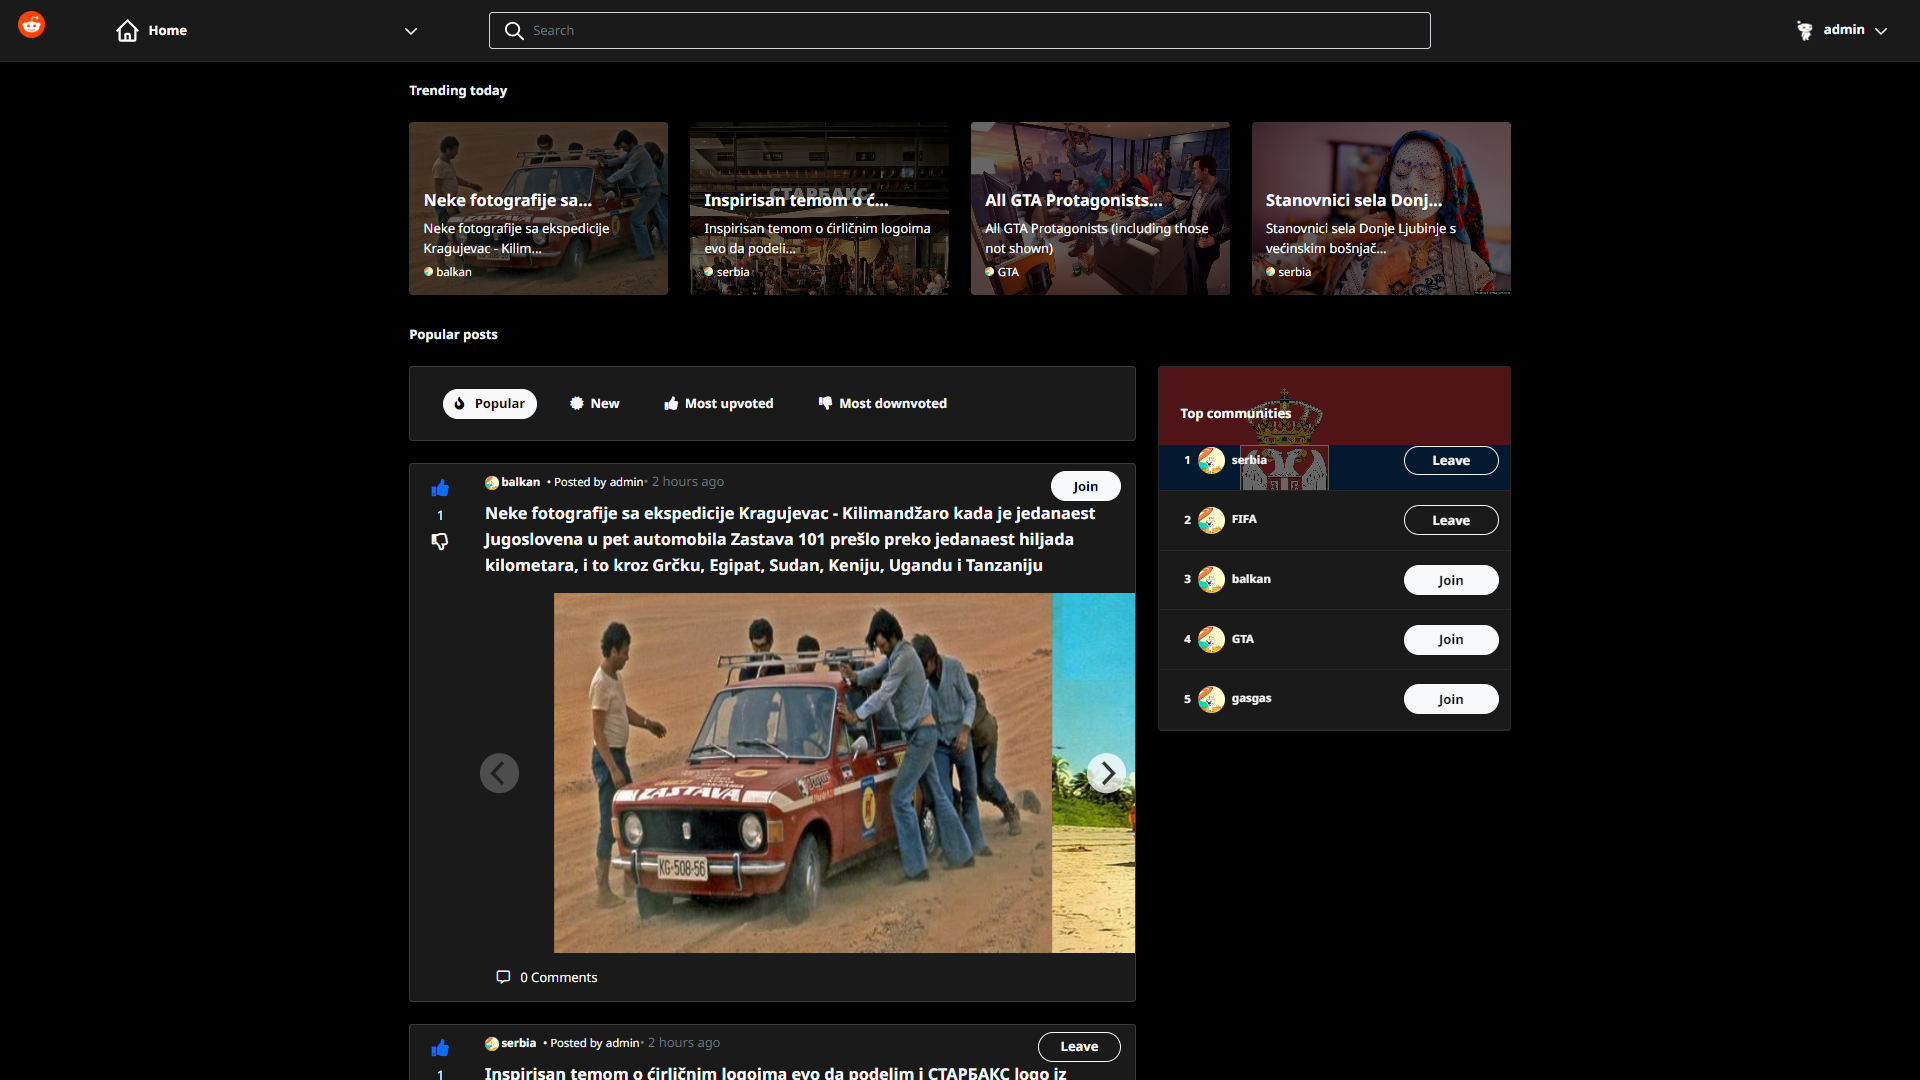 Home
Search
admin
Trending today
Neke fotografije sa...
Neke fotografije sa ekspedicije
Kragujevac - Kilim...
balkan
СТАРБАКС
Inspirisan temom o ć...
Inspirisan temom o ćirličnim logoima
evo da podeli...
serbia
All GTA Protagonists...
All GTA Protagonists (including those
not shown)
GTA
Stanovnici sela Donj...
Stanovnici sela Donje Ljubinje s
većinskim bošnjač...
serbia
Popular posts
Popular
New
Most upvoted
Most downvoted
balkan • Posted by admin • 2 hours ago
Join
1
Neke fotografije sa ekspedicije Kragujevac - Kilimandžaro kada je jedanaest
Jugoslovena u pet automobila Zastava 101 prešlo preko jedanaest hiljada
kilometara, i to kroz Grčku, Egipat, Sudan, Keniju, Ugandu i Tanzaniju
ZASTAVA
KG-508-56
0 Comments
serbia • Posted by admin • 2 hours ago
Leave
1
Inspirisan temom o ćirličnim logoima evo da podelim i СТАРБАКС logo iz
Top communities
1 serbia Leave
2 FIFA Leave
3 balkan Join
4 GTA Join
5 gasgas Join